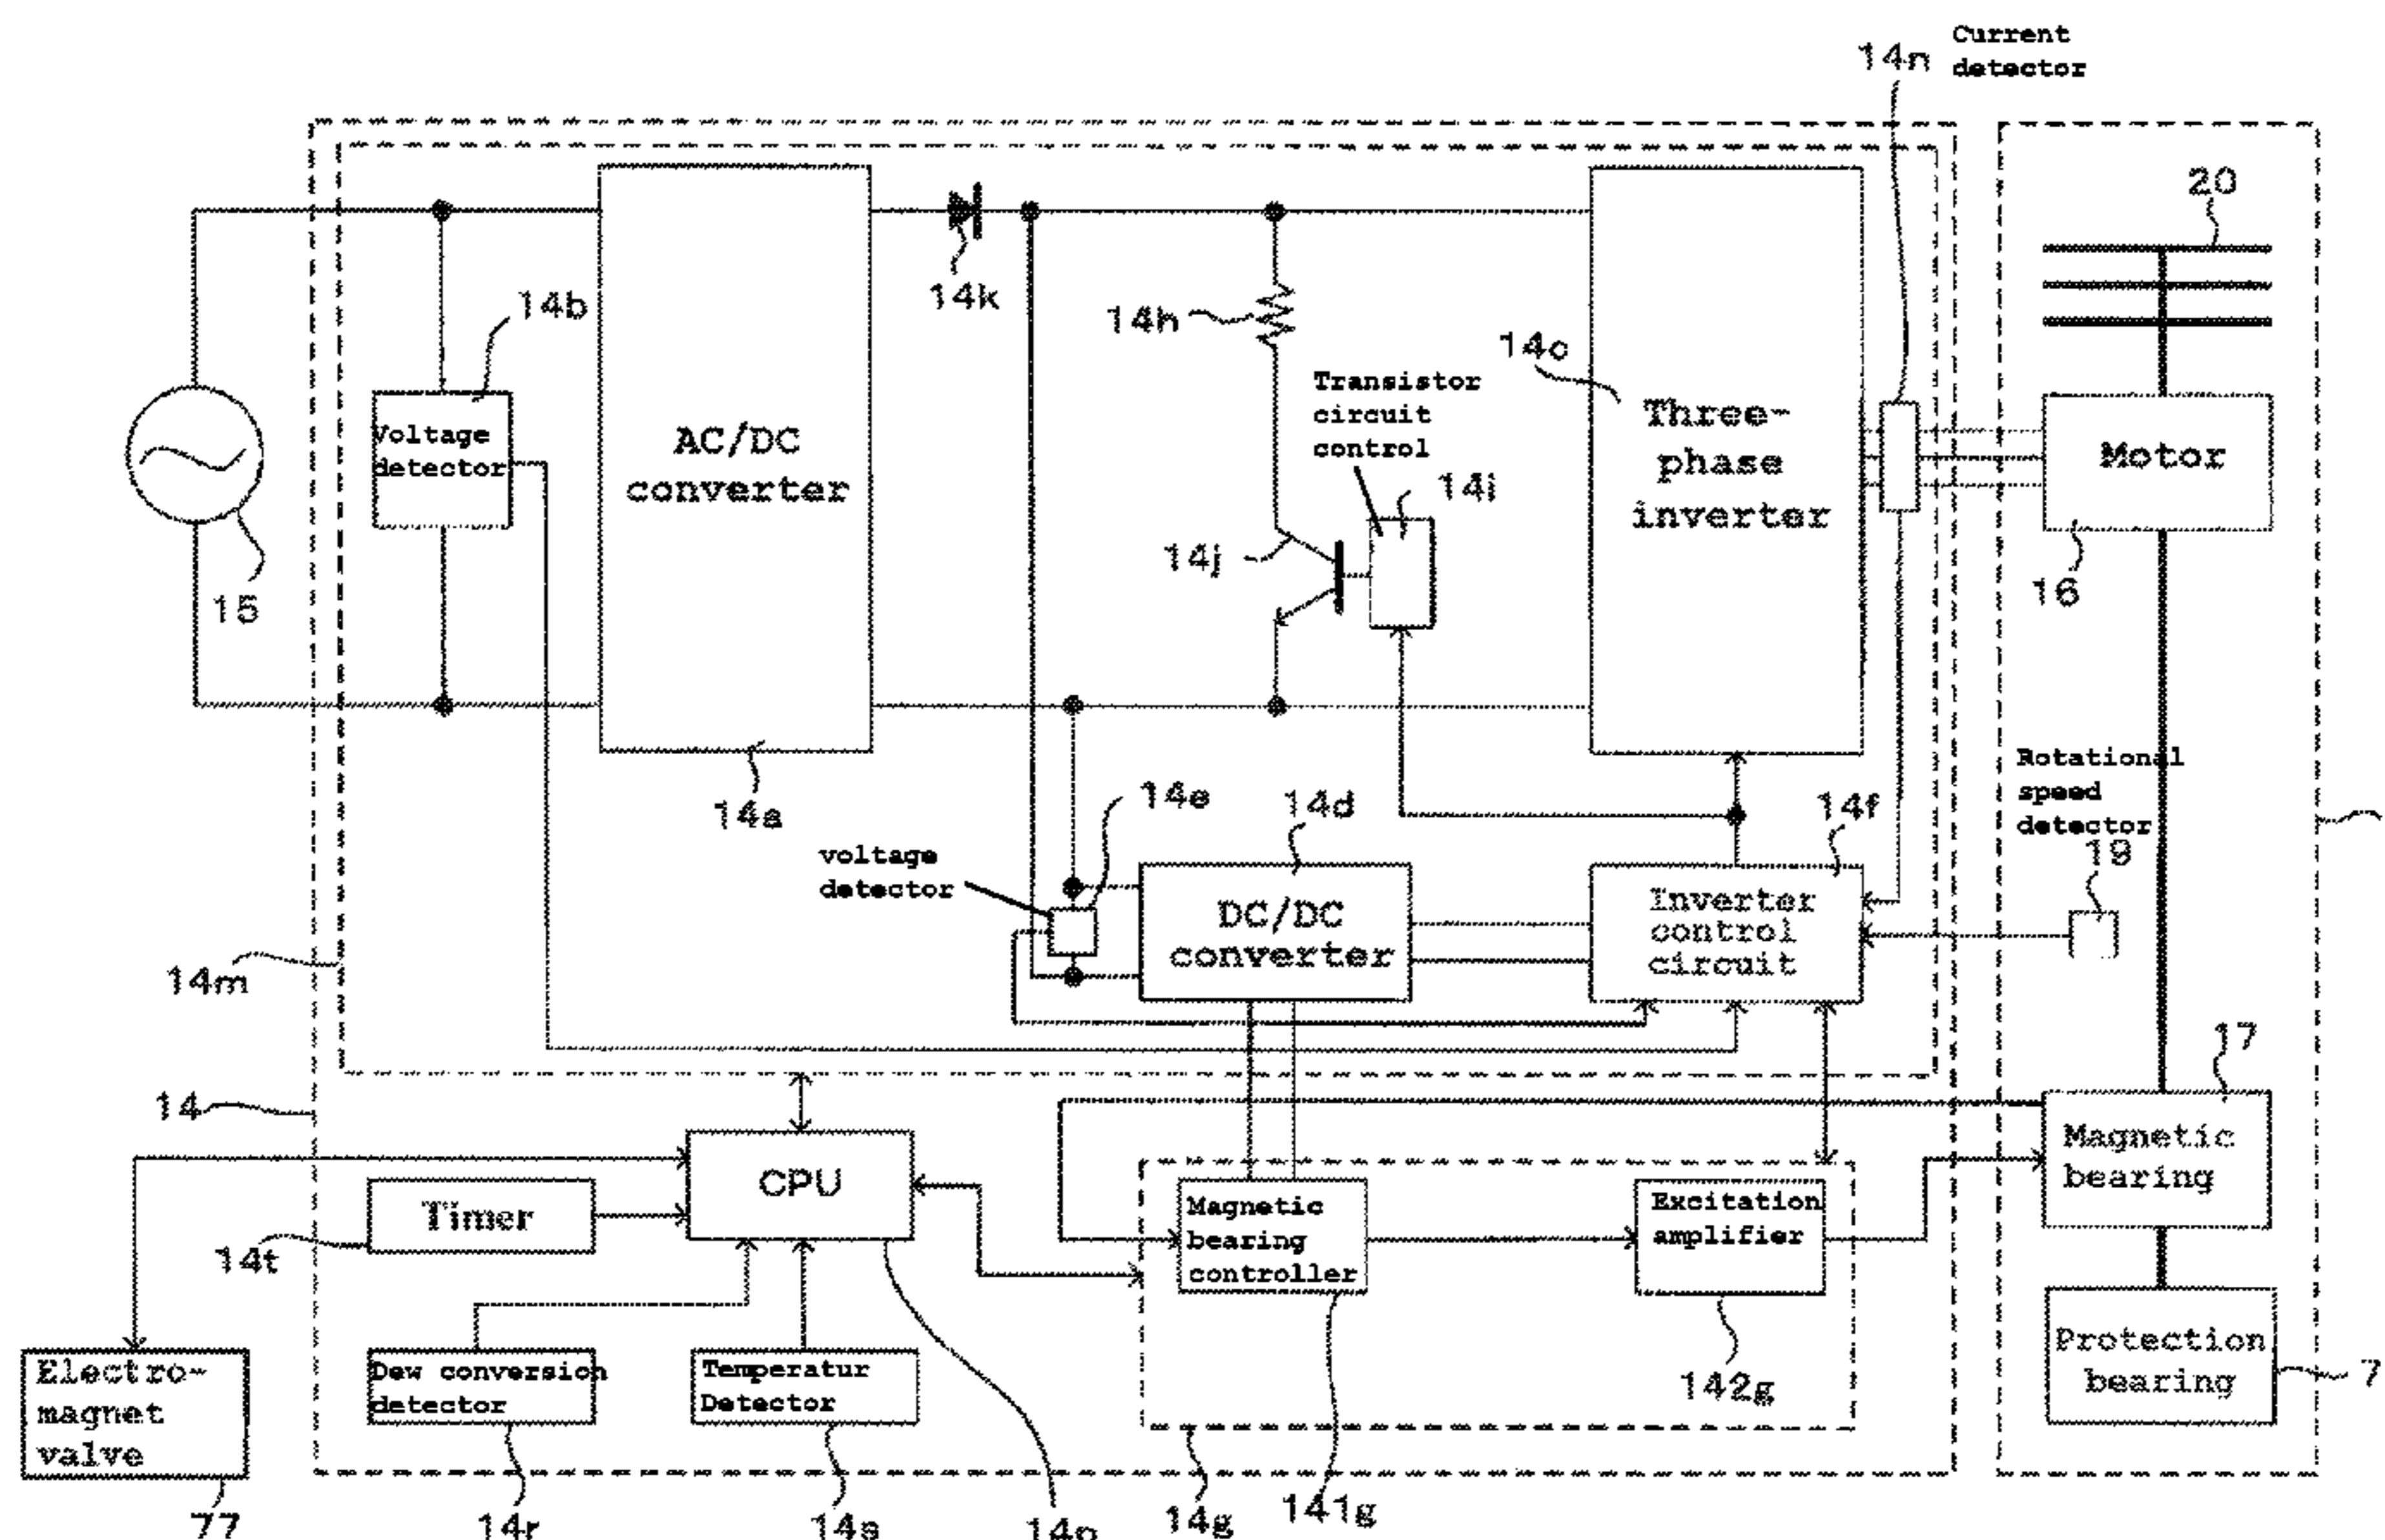 Current
14n detector
20
14b
14k
14h
14c
Transistor
circuit
control
Voltage
detector
AC/DC
converter
Three-
phase
inverter
Motor
14i
14j
15
16
Rotational
speed
detector
14a
14e
14d
14f
19
voltage
detector
DC/DC
converter
Inverter
control
circuit
14m
17
14
Magnetic
bearing
CPU
Timer
Magnetic
bearing
controller
Excitation
amplifier
14t
Protection
bearing
7
Electro-
magnet
valve
Dew conversion
detector
Temperatur
Detector
142g
77
14r
14s
14g
141g